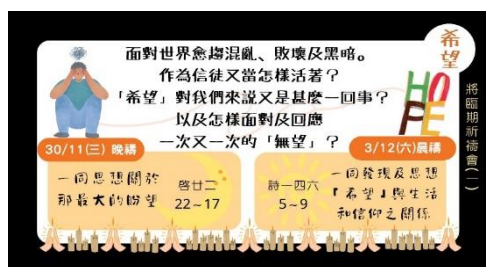 面對世界愈趨混亂、敗壞及黑暗。
作為信徒又當怎樣活著？
「希望」對我們來說又是甚麼一回事？
以及怎樣面對及回應
一次又一次的「無望」？
希望
HOPE
將臨期祈禱會(一)
30/11(三) 晚禱
一同思想關於
那最大的盼望
啓廿二
22~17
3/12(六)晨禱
詩一四六
5~9
一同發現及思想
「希望」與生活
和信仰之關係